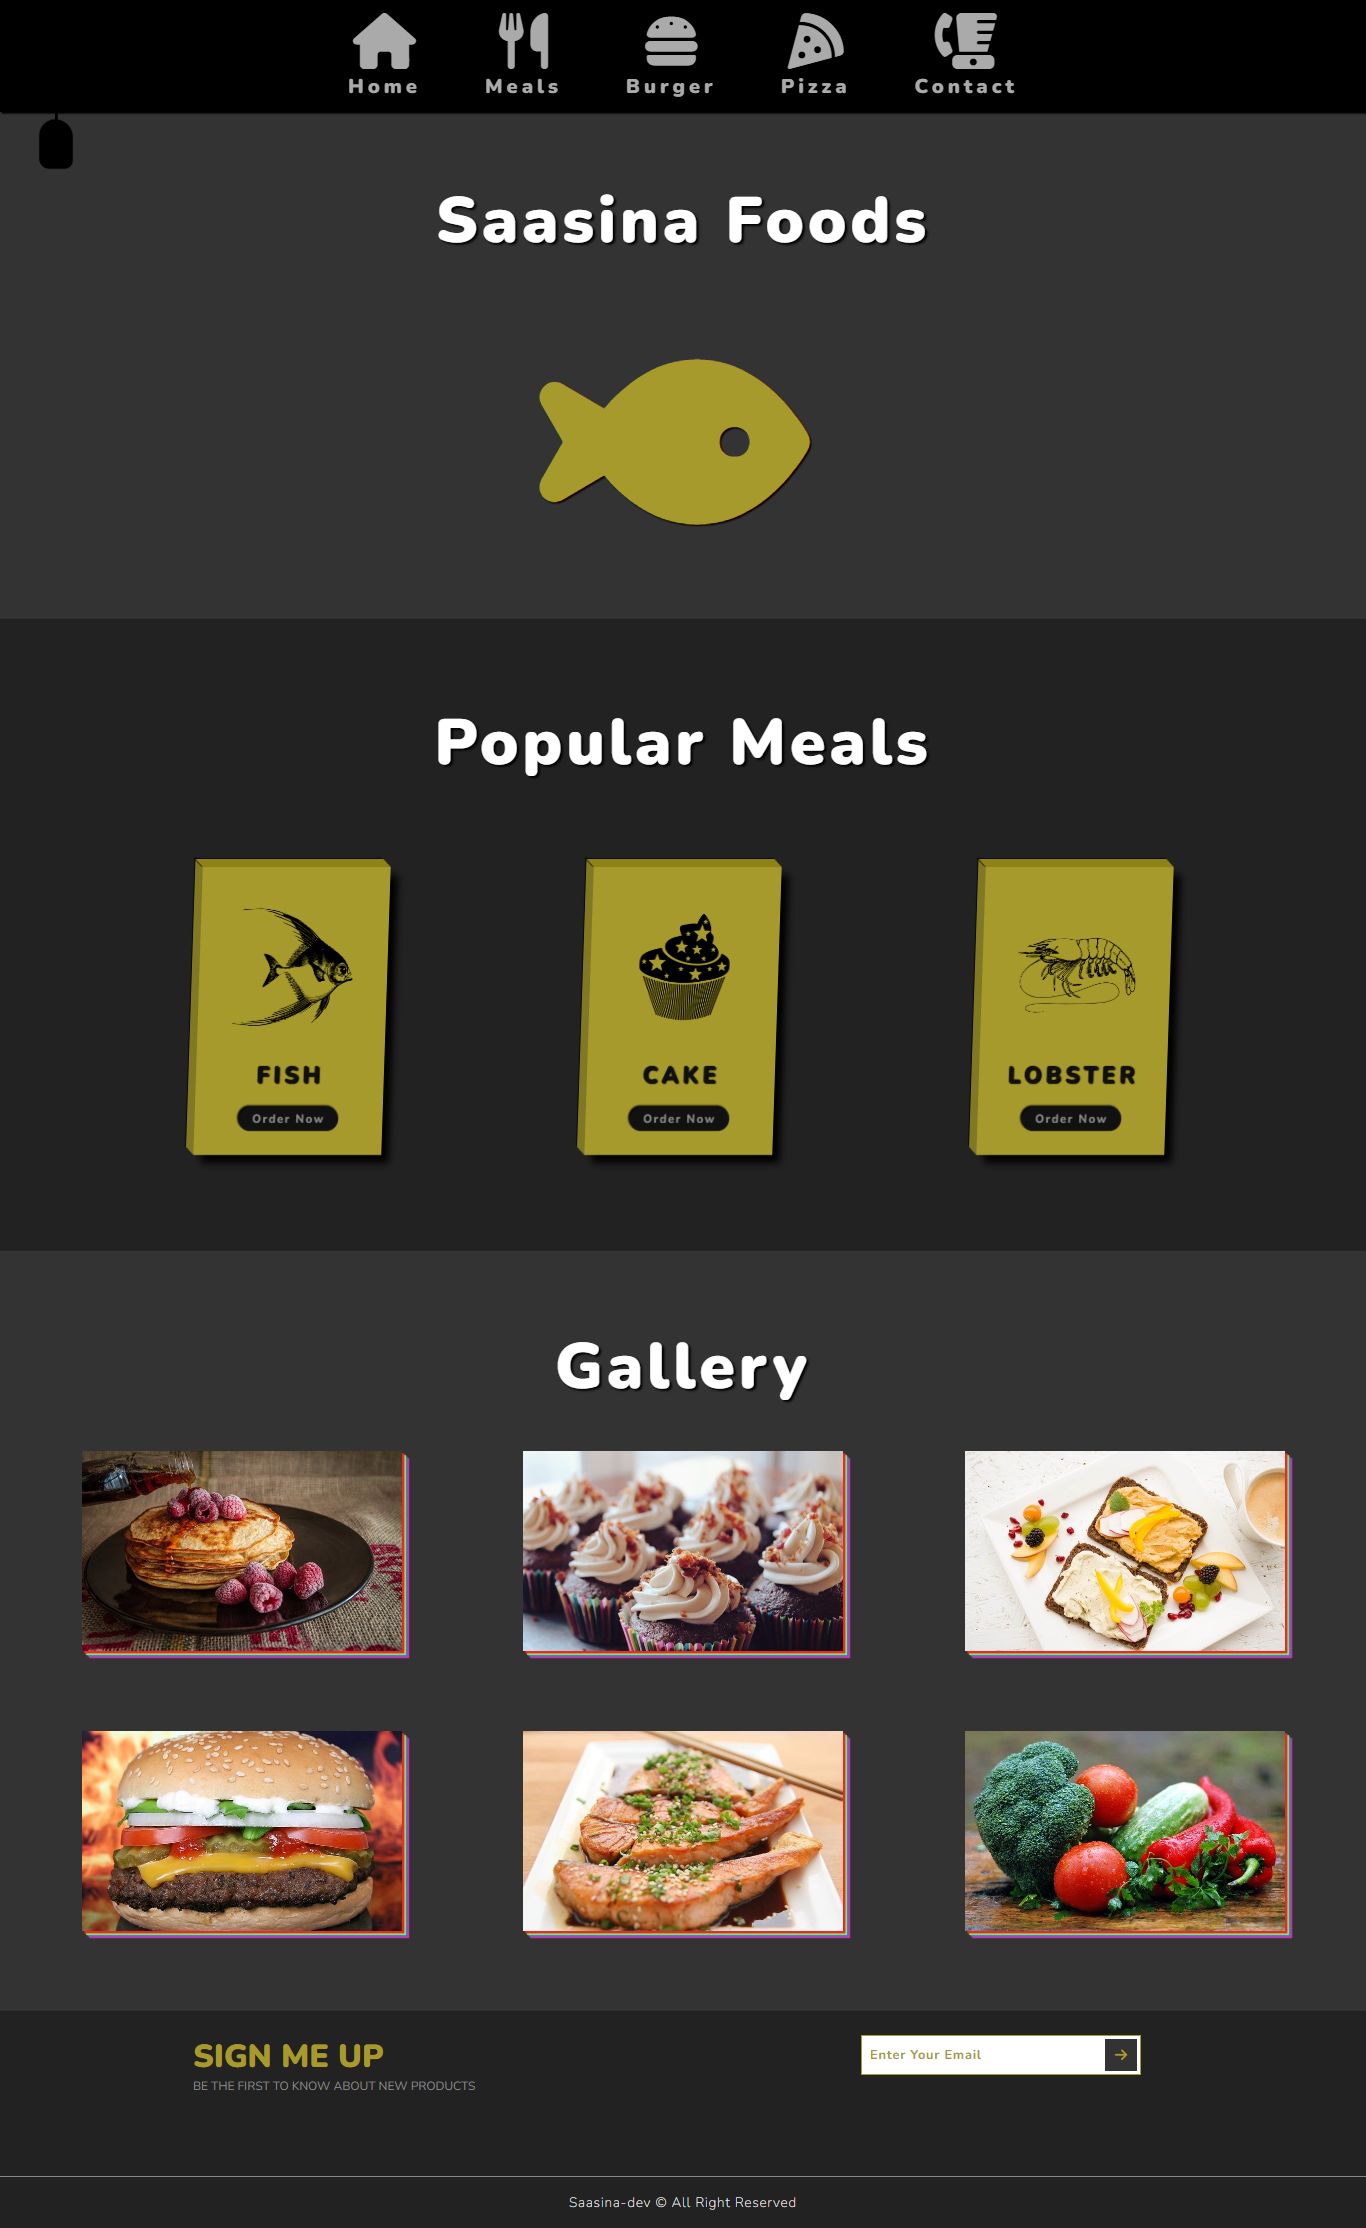 Home Meals Burger Pizza Contact
Saasina Foods
Popular Meals
FISH CAKE LOBSTER
Order Now Order Now Order Now
Gallery
SIGN ME UP
BE THE FIRST TO KNOW ABOUT NEW PRODUCTS
Enter Your Email
Saasina-dev © All Right Reserved